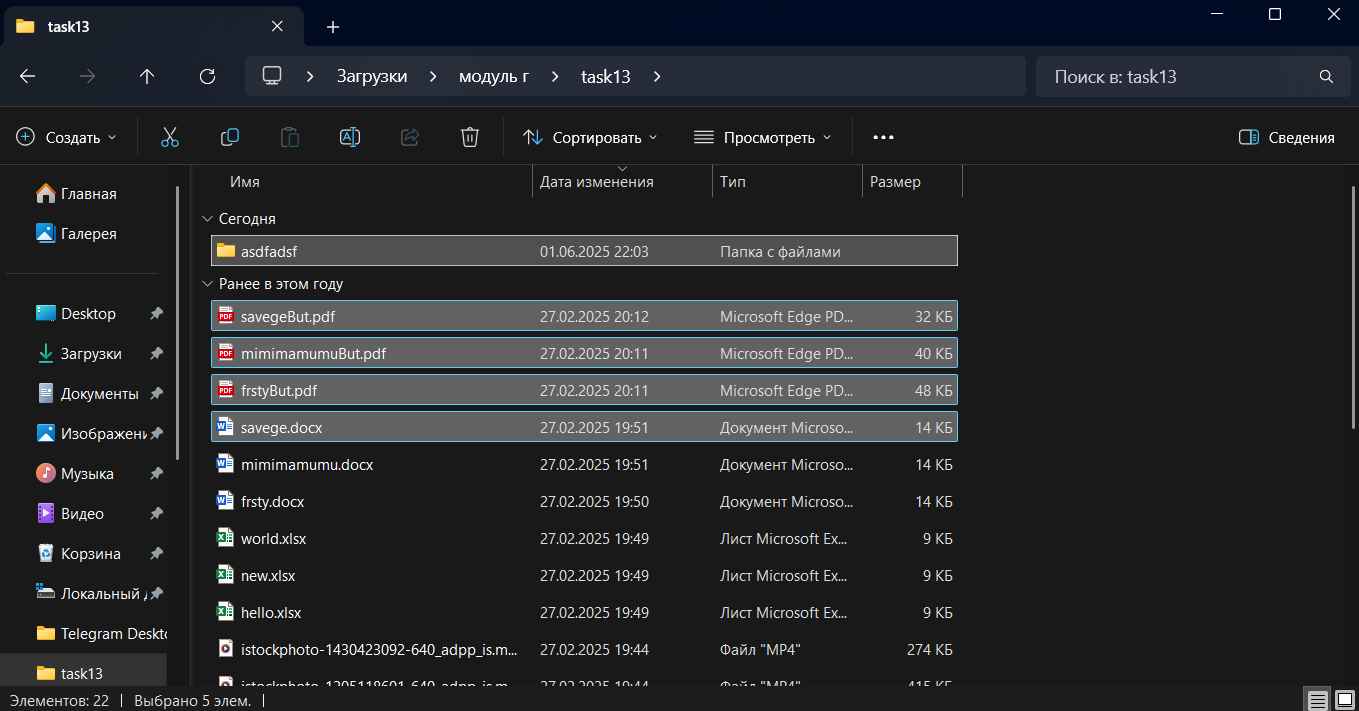 task13
Загрузки модуль г task13 Поиск в: task13
Создать Сортировать Просмотреть ••• Сведения
Главная
Галерея
Desktop
Загрузки
Документы
Изображени
Музыка
Видео
Корзина
Локальный
Telegram Deskto
task13
Имя Дата изменения Тип Размер
Сегодня
asdfadsf 01.06.2025 22:03 Папка с файлами
Ранее в этом году
savegeBut.pdf 27.02.2025 20:12 Microsoft Edge PD... 32 КБ
mimimamumuBut.pdf 27.02.2025 20:11 Microsoft Edge PD... 40 КБ
frstyBut.pdf 27.02.2025 20:11 Microsoft Edge PD... 48 КБ
savege.docx 27.02.2025 19:51 Документ Microso... 14 КБ
mimimamumu.docx 27.02.2025 19:51 Документ Microso... 14 КБ
frsty.docx 27.02.2025 19:50 Документ Microso... 14 КБ
world.xlsx 27.02.2025 19:49 Лист Microsoft Ex... 9 КБ
new.xlsx 27.02.2025 19:49 Лист Microsoft Ex... 9 КБ
hello.xlsx 27.02.2025 19:49 Лист Microsoft Ex... 9 КБ
istockphoto-1430423092-640_adpp_is.m... 27.02.2025 19:44 Файл "MP4" 274 КБ
27.02.2025 19:44 Файл "MP4" 415 КБ
Элементов: 22 Выбрано 5 элем.